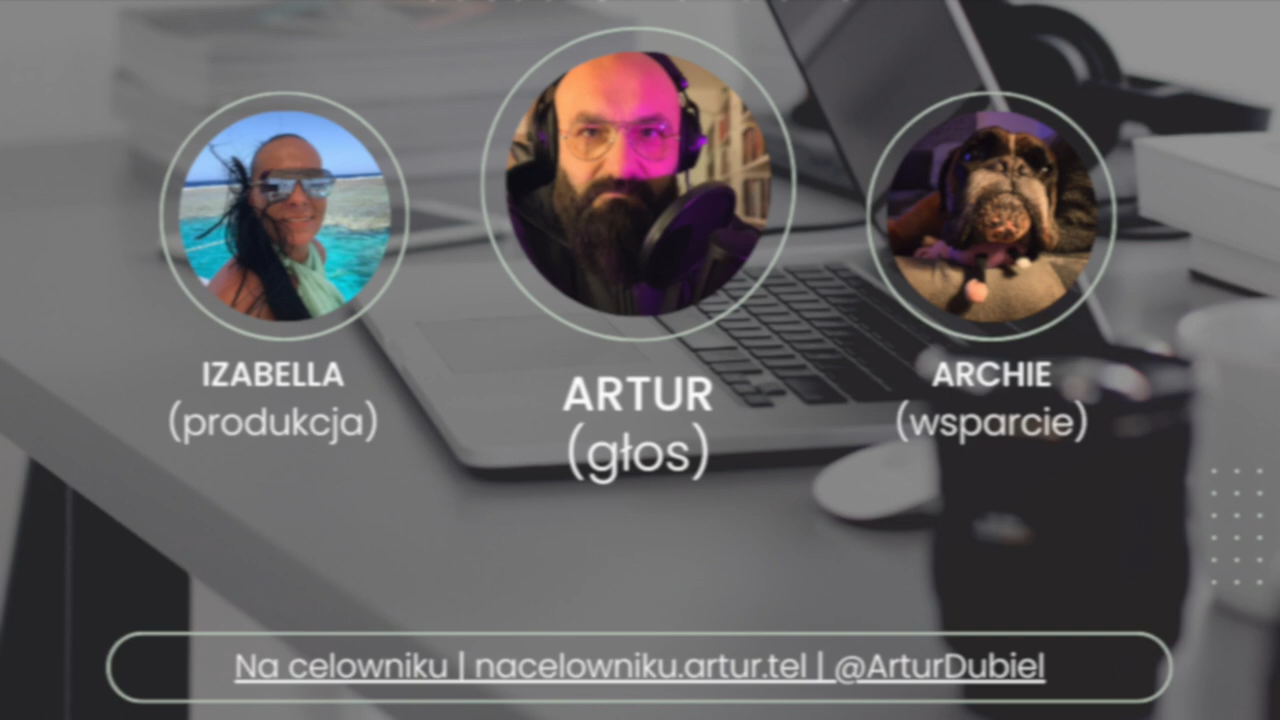 IZABELLA
(produkcja)
ARTUR
(głos)
ARCHIE
(wsparcie)
Na celowniku | nacelowniku.artur.tel | @ArturDubiel